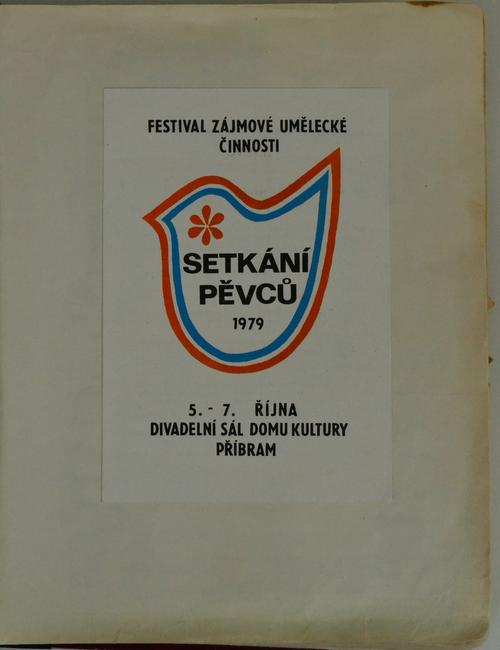 FESTIVAL ZÁJMOVÉ UMĚLECKÉ
ČINNOSTI
SETKÁNÍ
PĚVCŮ
1979
5. - 7. ŘÍJNA
DIVADELNÍ SÁL DOMU KULTURY
PŘÍBRAM